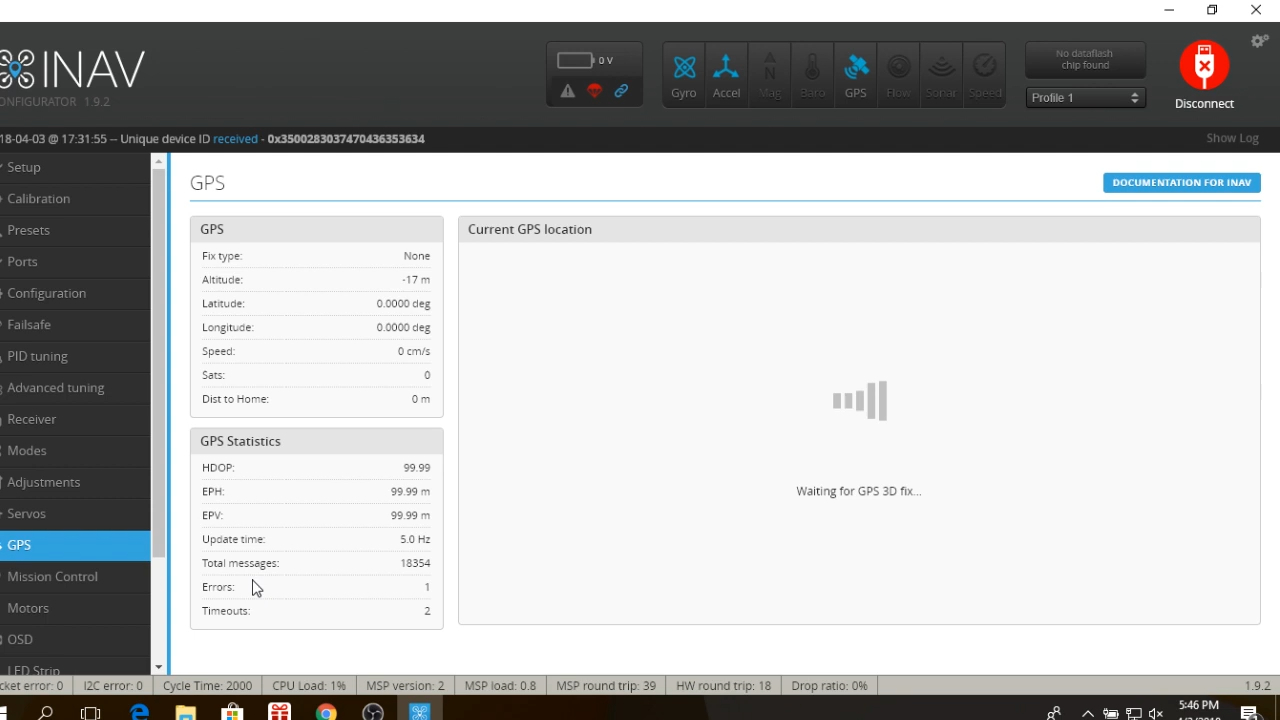 INAV
ONFIGURATOR 1.9.2
0 V
Gyro
Accel
Mag
Baro
GPS
Flow
Sonar
Speed
No dataflash
chip found
Profile 1
Disconnect
18-04-03 @ 17:31:55 -- Unique device ID received - 0x3500283037470436353634
Show Log
Setup
Calibration
Presets
Ports
Configuration
Failsafe
PID tuning
Advanced tuning
Receiver
Modes
Adjustments
Servos
GPS
Mission Control
Motors
OSD
LED Strip
GPS
DOCUMENTATION FOR INAV
GPS
Fix type: None
Altitude: -17 m
Latitude: 0.0000 deg
Longitude: 0.0000 deg
Speed: 0 cm/s
Sats: 0
Dist to Home: 0 m
GPS Statistics
HDOP: 99.99
EPH: 99.99 m
EPV: 99.99 m
Update time: 5.0 Hz
Total messages: 18354
Errors: 1
Timeouts: 2
Current GPS location
Waiting for GPS 3D fix...
cket error: 0
I2C error: 0
Cycle Time: 2000
CPU Load: 1%
MSP version: 2
MSP load: 0.8
MSP round trip: 39
HW round trip: 18
Drop ratio: 0%
1.9.2
5:46 PM